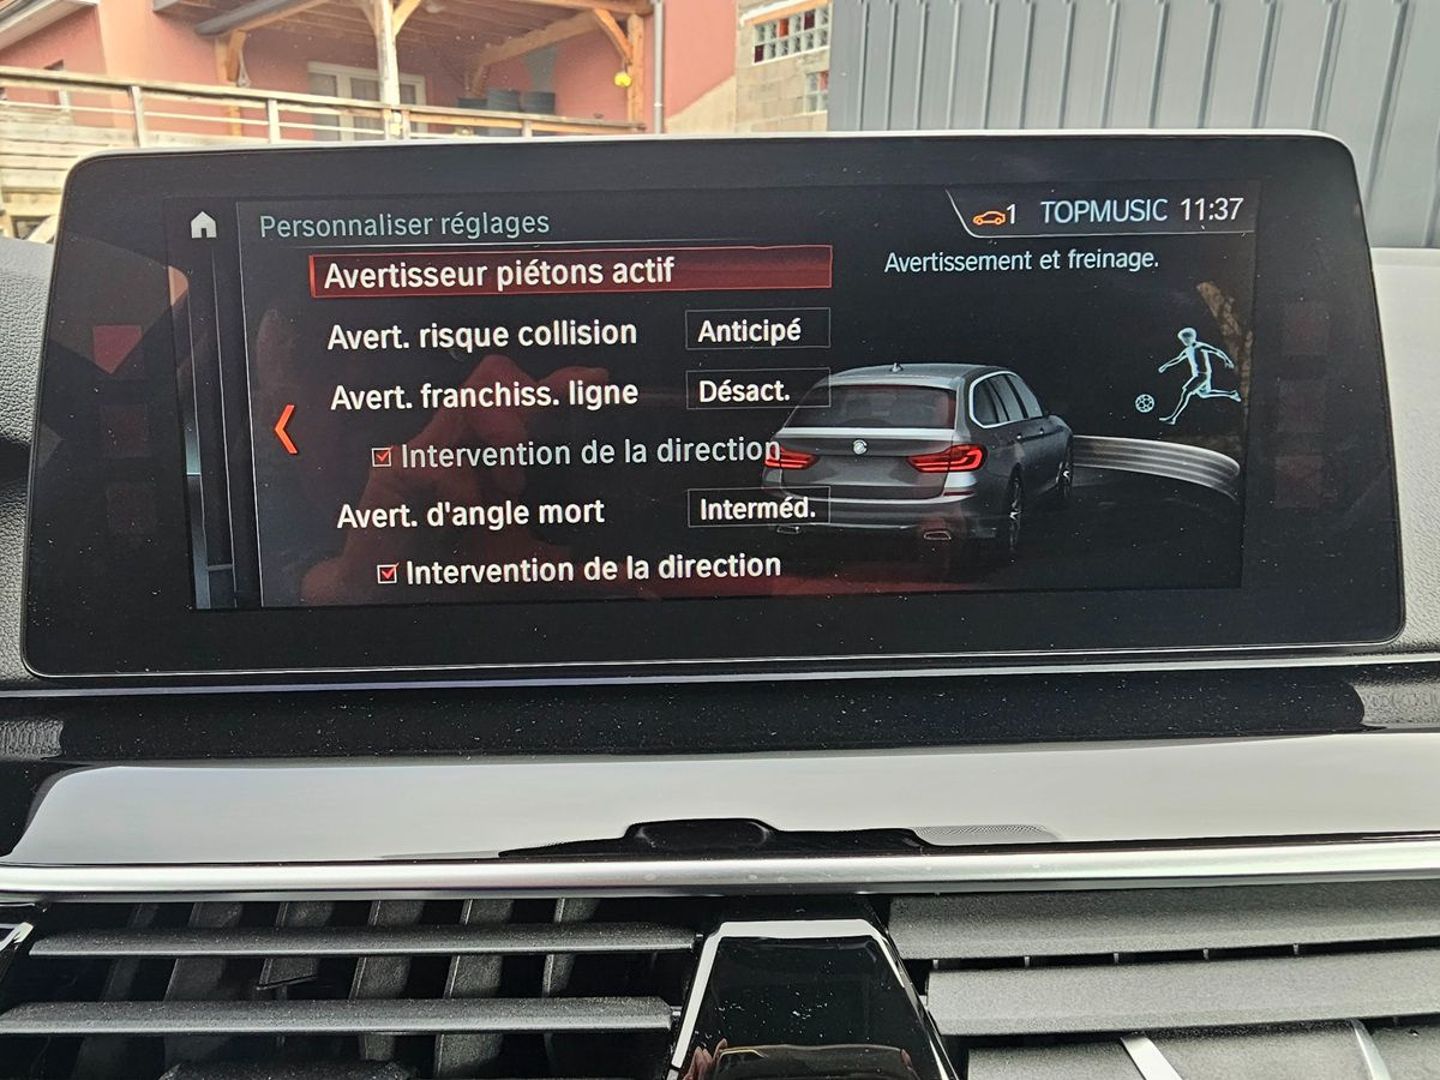 1 TOPMUSIC 11:37
Personnaliser réglages
Avertisseur piétons actif
Avertissement et freinage.
Avert. risque collision Anticipé
Avert. franchiss. ligne Désact.
Intervention de la direction
Avert. d'angle mort Interméd.
Intervention de la direction